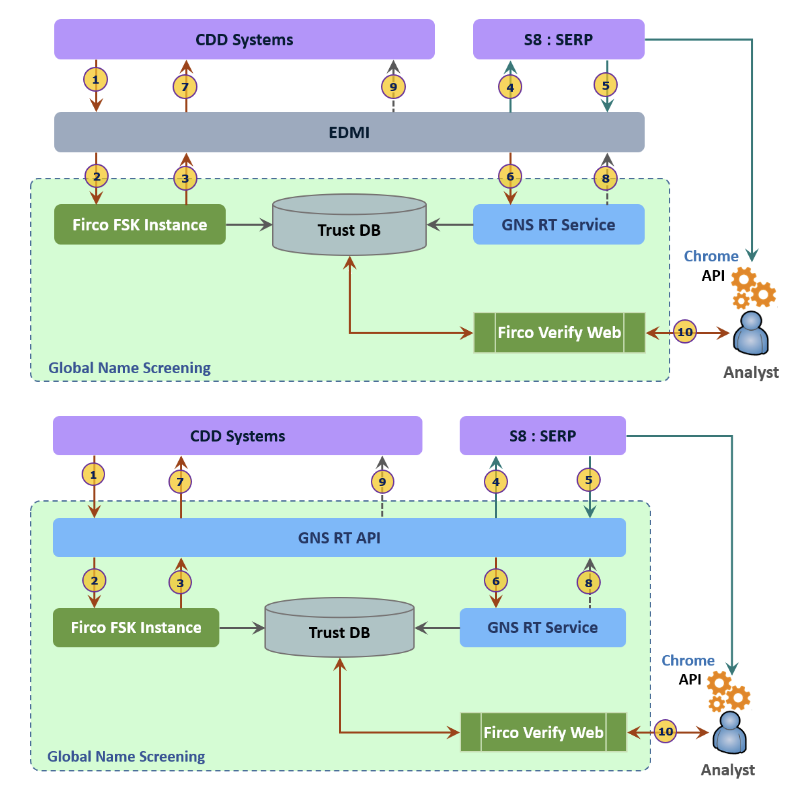 CDD Systems
S8 : SERP
1
7
9
4
5
EDMI
2
3
6
8
Firco FSK Instance
Trust DB
GNS RT Service
Chrome
API
Firco Verify Web
10
Global Name Screening
Analyst
CDD Systems
S8 : SERP
1
7
9
4
5
GNS RT API
2
3
6
8
Firco FSK Instance
Trust DB
GNS RT Service
Chrome
API
Firco Verify Web
10
Global Name Screening
Analyst